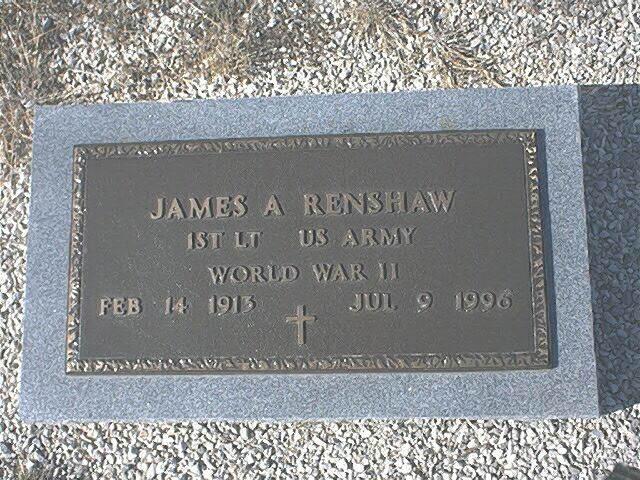 JAMES A RENSHAW
1ST LT US ARMY
WORLD WAR II
FEB 14 1913 JUL 9 1996